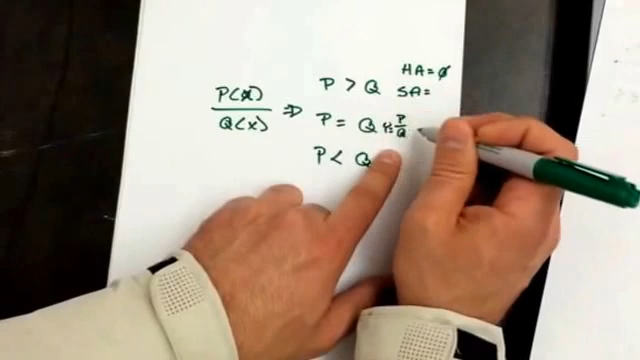 P(x)
Q(x)
⇒
P > Q
HA = ∅
SA =
P = Q
P
Q
P < Q